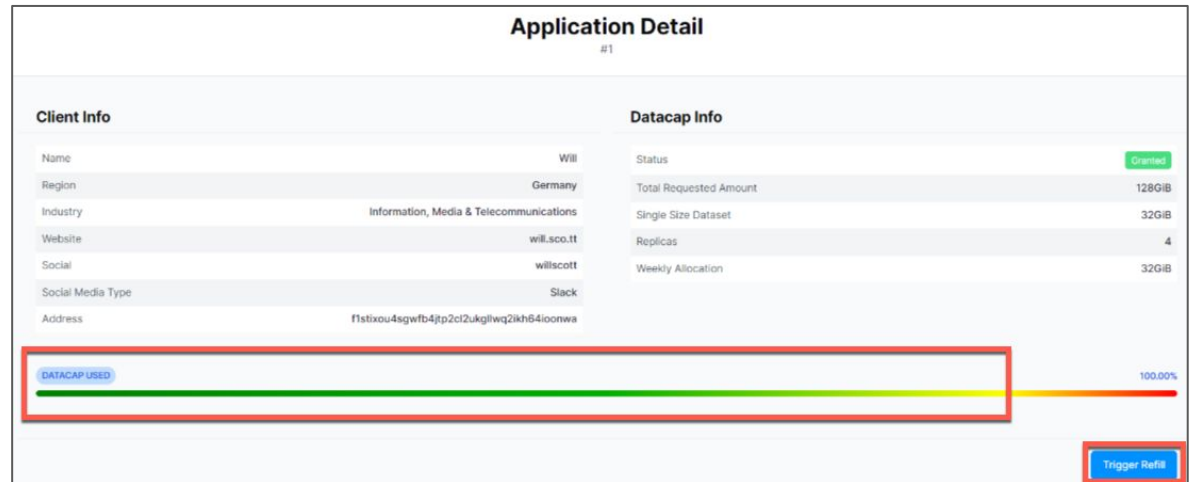 Application Detail
#1
Client Info
Name Will
Region Germany
Industry Information, Media & Telecommunications
Website will.sco.tt
Social willscott
Social Media Type Slack
Address f1stixou4sgwfb4jtp2cl2ukgllwq2ikh64ioonwa
Datacap Info
Status Granted
Total Requested Amount 128GiB
Single Size Dataset 32GiB
Replicas 4
Weekly Allocation 32GiB
DATACAP USED 100.00%
Trigger Refill